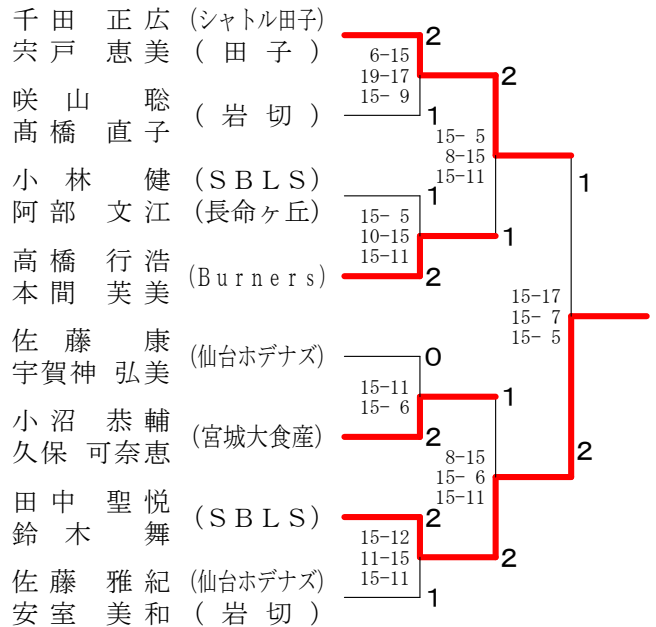 千田 正広 (シャトル田子) 2
宍戸 恵美 (田子)
6-15
19-17
15- 9
2
咲山 聡
髙橋 直子
(岩切)
1
15- 5
8-15
15-11
1
小林 健 (SBLS) 1
阿部 文江 (長命ヶ丘)
15- 5
10-15
15-11
1
高橋 行浩
本間 芙美
(Burners)
2
15-17
15- 7
15- 5
佐藤 康
宇賀神 弘美
(仙台ホデナズ)
0
15-11
15- 6
1
小沼 恭輔
久保 可奈恵
(宮城大食産)
2
8-15
15- 6
15-11
2
田中 聖悦
鈴木 舞
(SBLS)
2
15-12
11-15
15-11
2
佐藤 雅紀 (仙台ホデナズ)
安室 美和 (岩切)
1